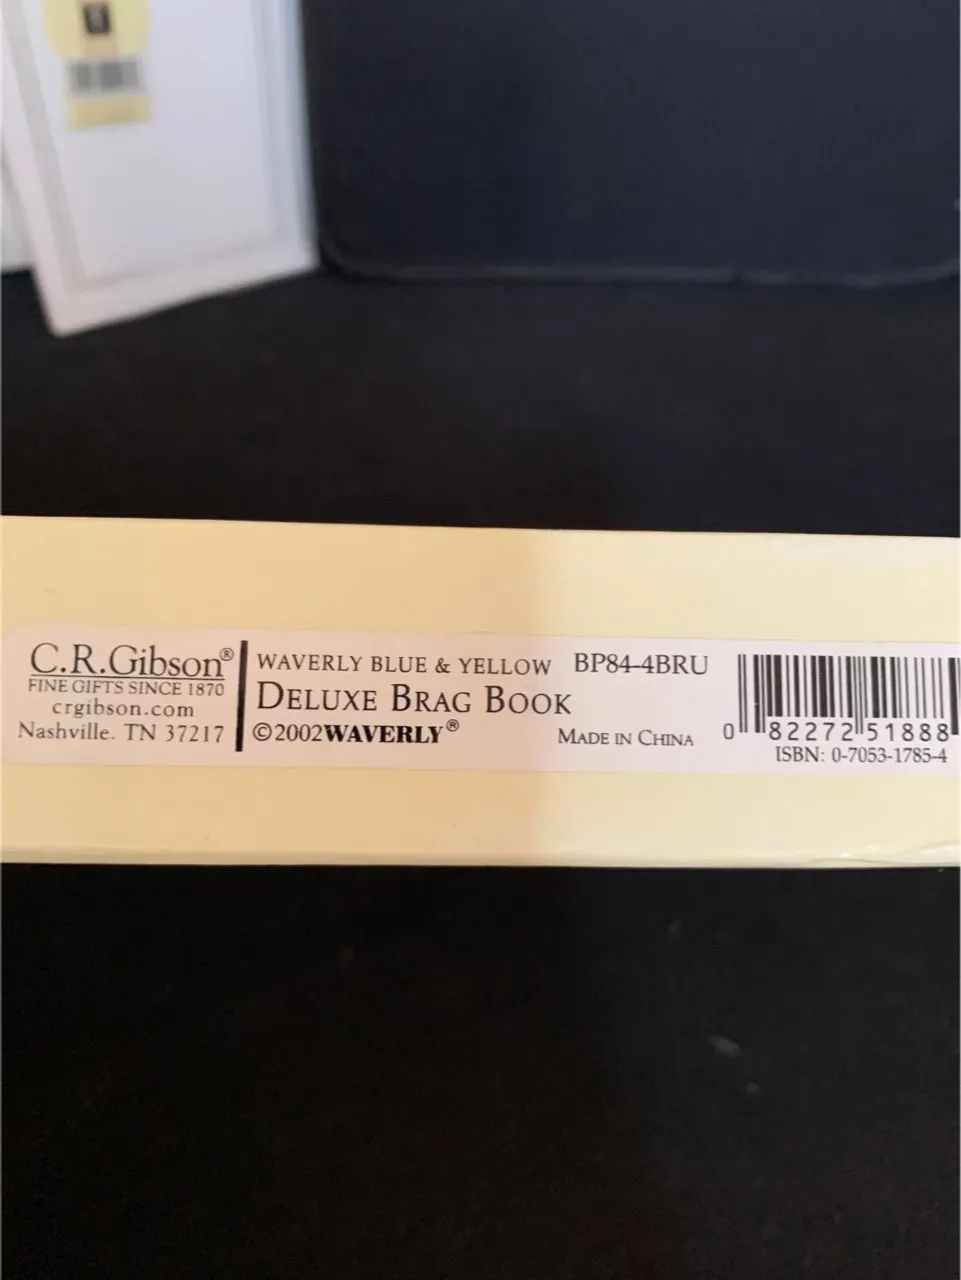 C.R.Gibson®
FINE GIFTS SINCE 1870
crgibson.com
Nashville. TN 37217
WAVERLY BLUE & YELLOW BP84-4BRU
DELUXE BRAG BOOK
©2002WAVERLY®
MADE IN CHINA
0 82272 51888
ISBN: 0-7053-1785-4